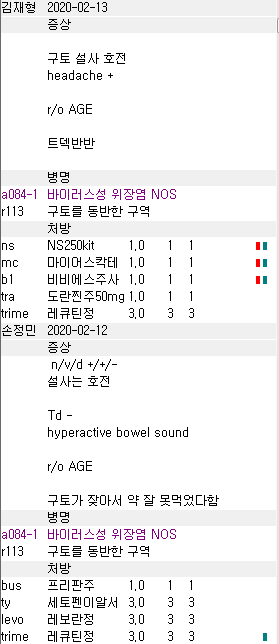 김재형 2020-02-13
증상
구토 설사 호전
headache +
r/o AGE
트덱반반
병명
a084-1 바이러스성 위장염 NOS
r113 구토를 동반한 구역
처방
ns NS250kit 1.0 1 1
mc 마이어스칵테 1.0 1 1
b1 비비에스주사 1.0 1 1
tra 도란찐주50mg 1.0 1 1
trime 레큐틴정 3.0 3 3
손정민 2020-02-12
증상
n/v/d +/+/-
설사는 호전
Td -
hyperactive bowel sound
r/o AGE
구토가 잦아서 약 잘 못먹었다함
병명
a084-1 바이러스성 위장염 NOS
r113 구토를 동반한 구역
처방
bus 프리판주 1.0 1 1
ty 세토펜이알서 3.0 3 3
levo 레보란정 3.0 3 3
trime 레큐틴정 3.0 3 3